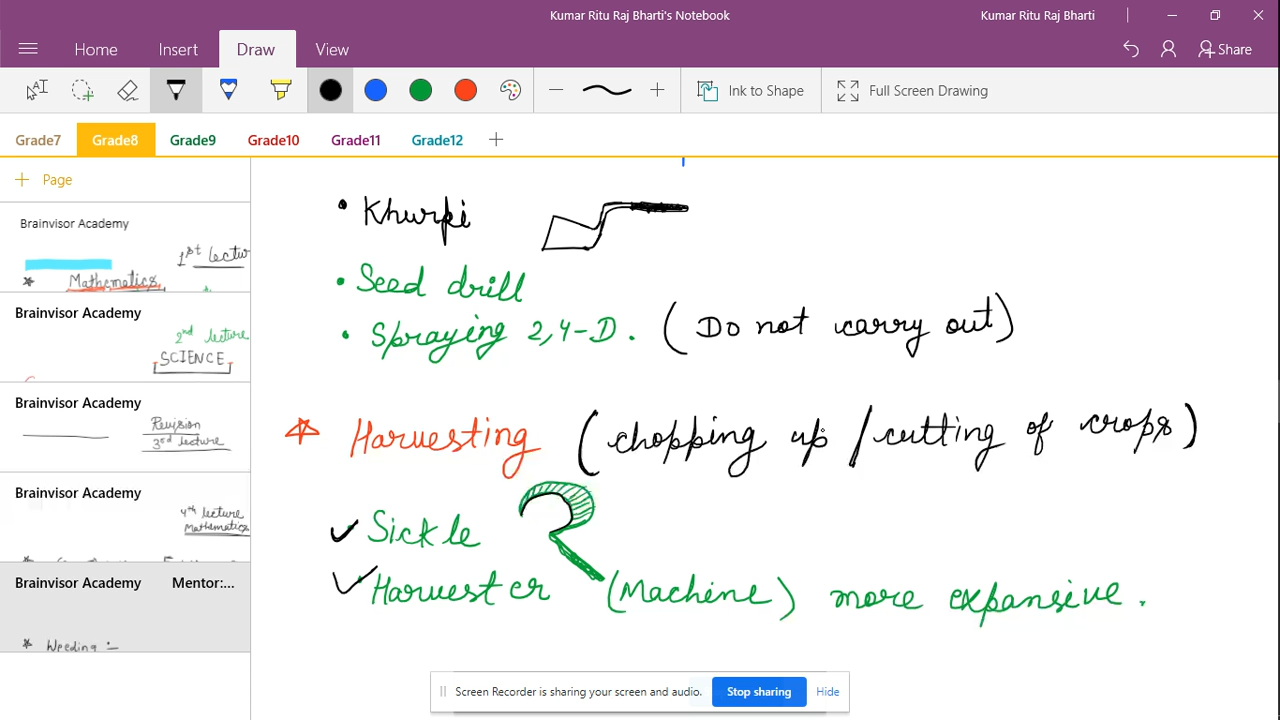 Kumar Ritu Raj Bharti's Notebook
Kumar Ritu Raj Bharti
Home Insert Draw View
Share
Ink to Shape
Full Screen Drawing
Grade7 Grade8 Grade9 Grade10 Grade11 Grade12
Page
Brainvisor Academy
1st lectur
Mathematics
Brainvisor Academy
2nd lecture
SCIENCE
Brainvisor Academy
Revision
3rd lecture
Brainvisor Academy
4th lecture
Mathematics
Brainvisor Academy Mentor:...
* Weeding :-
• Khurpi
• Seed drill
• Spraying 2,4-D. (Do not carry out)
Harvesting (chopping up / cutting of crops)
Sickle
Harvester (Machine) more expansive.
Screen Recorder is sharing your screen and audio.
Stop sharing
Hide